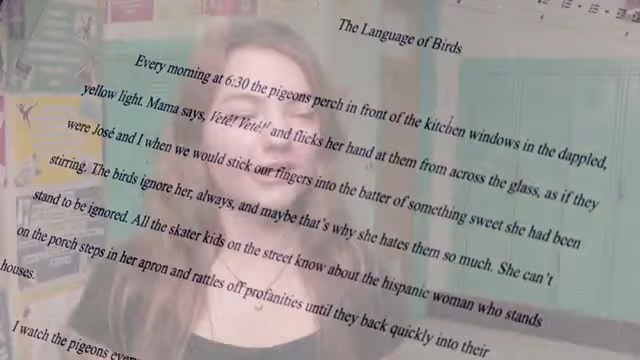 The Language of Birds
Every morning at 6:30 the pigeons perch in front of the kitchen windows in the dappled,
yellow light. Mama says, Veté! Veté!" and flicks her hand at them from across the glass, as if they
were José and I when we would stick our fingers into the batter of something sweet she had been
stirring. The birds ignore her, always, and maybe that's why she hates them so much. She can't
stand to be ignored. All the skater kids on the street know about the hispanic woman who stands
on the porch steps in her apron and rattles off profanities until they back quickly into their
houses.
I watch the pigeons